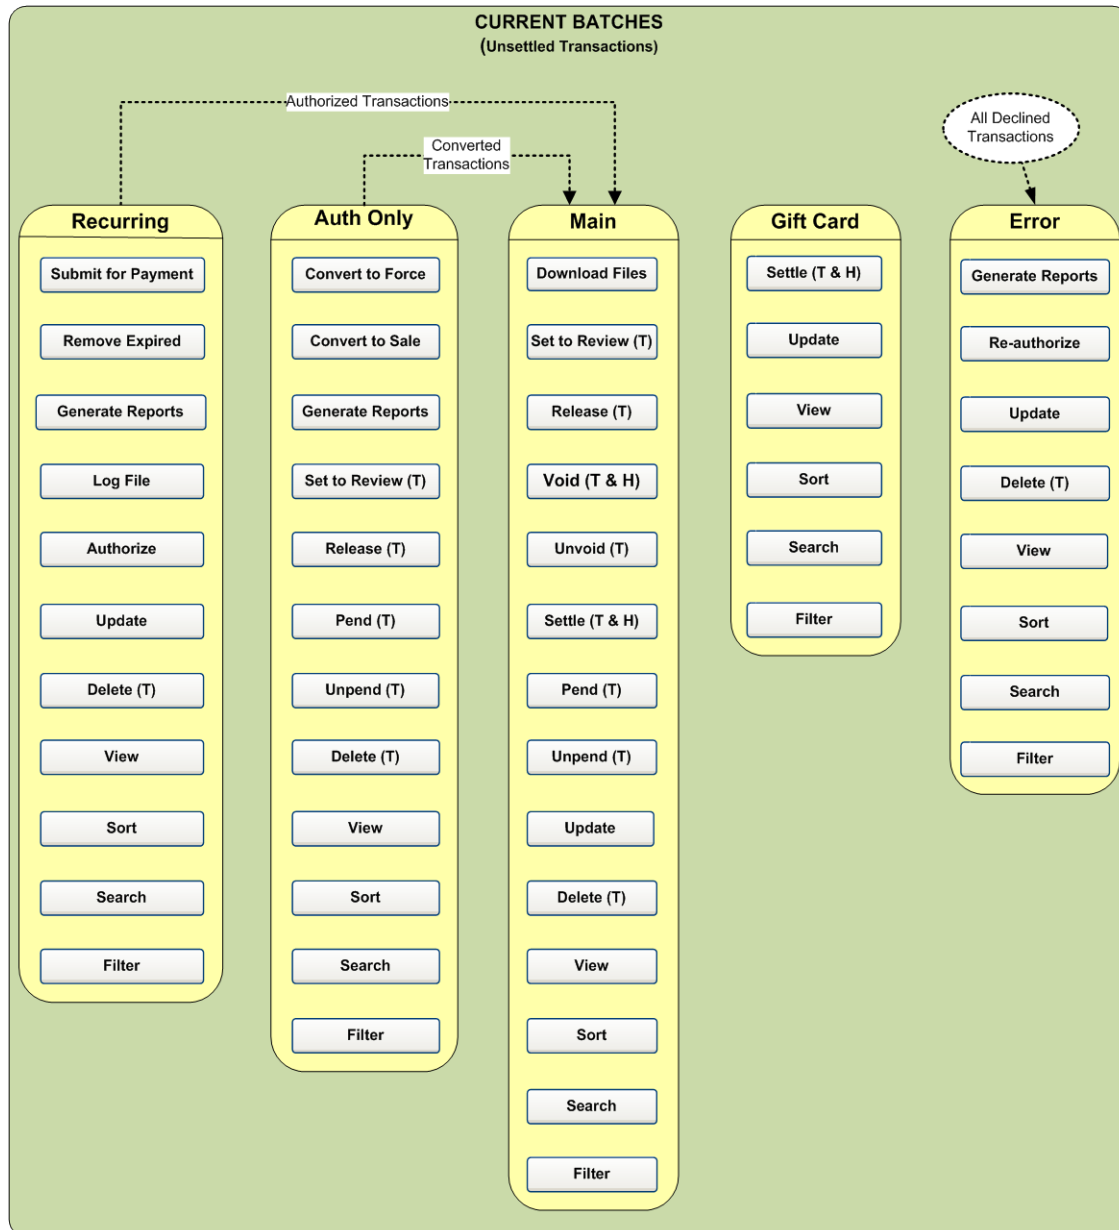 CURRENT BATCHES
(Unsettled Transactions)
Authorized Transactions
Converted
Transactions
All Declined
Transactions
Recurring
Submit for Payment
Remove Expired
Generate Reports
Log File
Authorize
Update
Delete (T)
View
Sort
Search
Filter
Auth Only
Convert to Force
Convert to Sale
Generate Reports
Set to Review (T)
Release (T)
Pend (T)
Unpend (T)
Delete (T)
View
Sort
Search
Filter
Main
Download Files
Set to Review (T)
Release (T)
Void (T & H)
Unvoid (T)
Settle (T & H)
Pend (T)
Unpend (T)
Update
Delete (T)
View
Sort
Search
Filter
Gift Card
Settle (T & H)
Update
View
Sort
Search
Filter
Error
Generate Reports
Re-authorize
Update
Delete (T)
View
Sort
Search
Filter